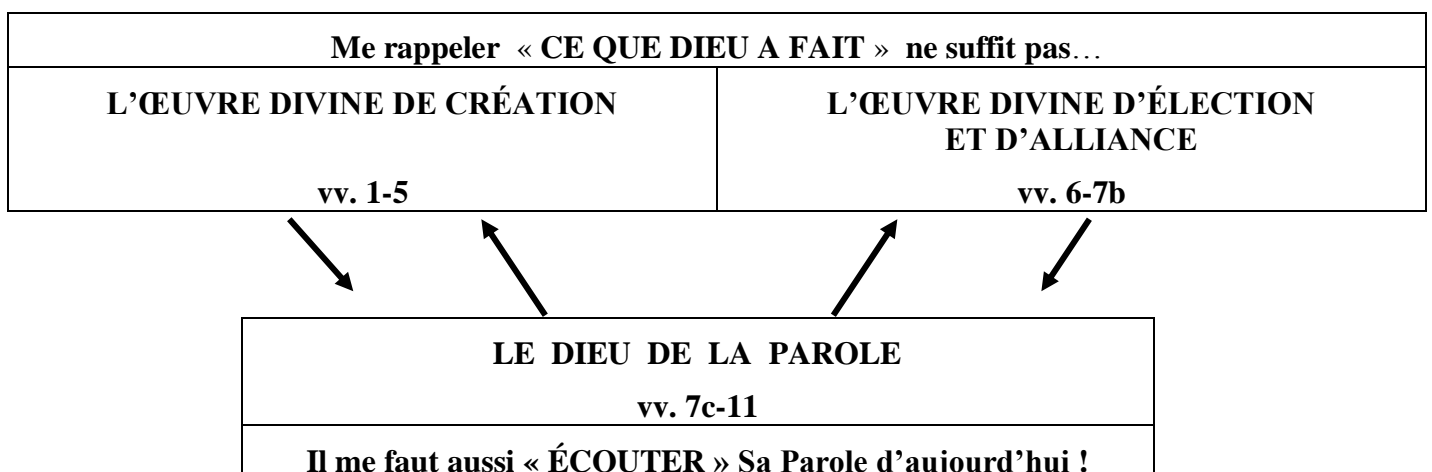 Me rappeler « CE QUE DIEU A FAIT » ne suffit pas…
L’ŒUVRE DIVINE DE CRÉATION
vv. 1-5
L’ŒUVRE DIVINE D’ÉLECTION
ET D’ALLIANCE
vv. 6-7b
LE DIEU DE LA PAROLE
vv. 7c-11
Il me faut aussi « ÉCOUTER » Sa Parole d’aujourd’hui !